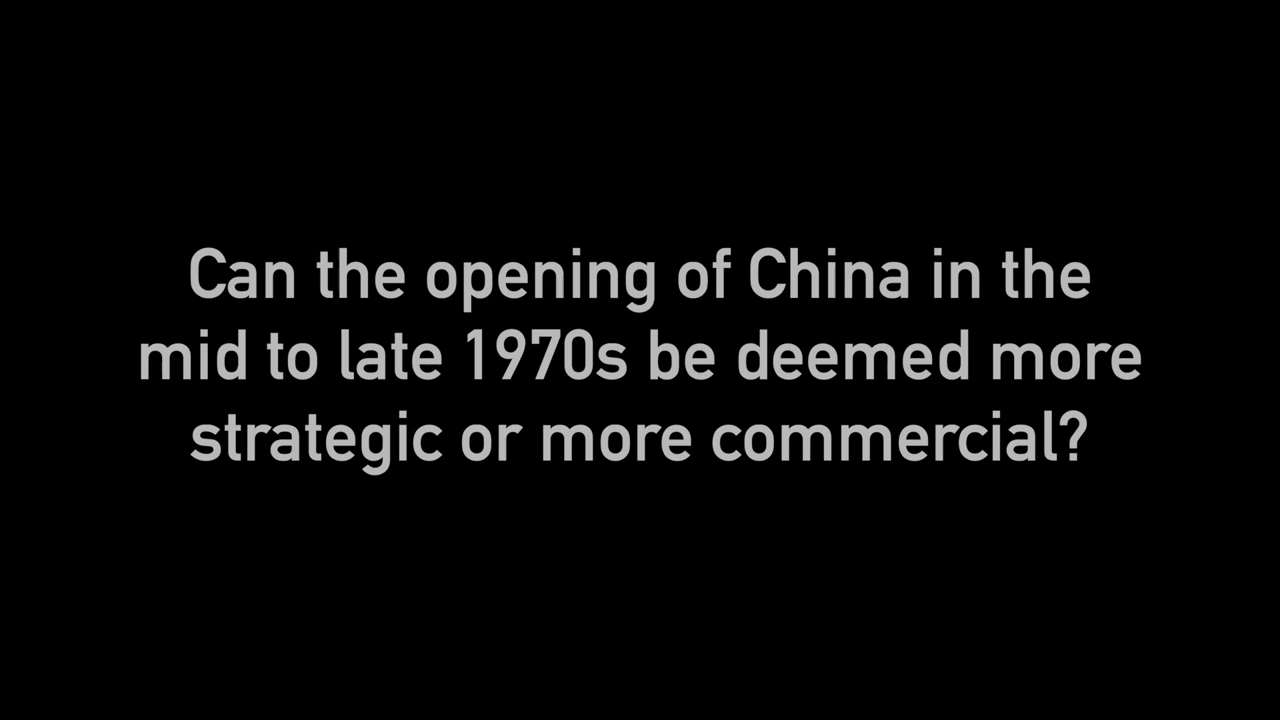 Can the opening of China in the
mid to late 1970s be deemed more
strategic or more commercial?